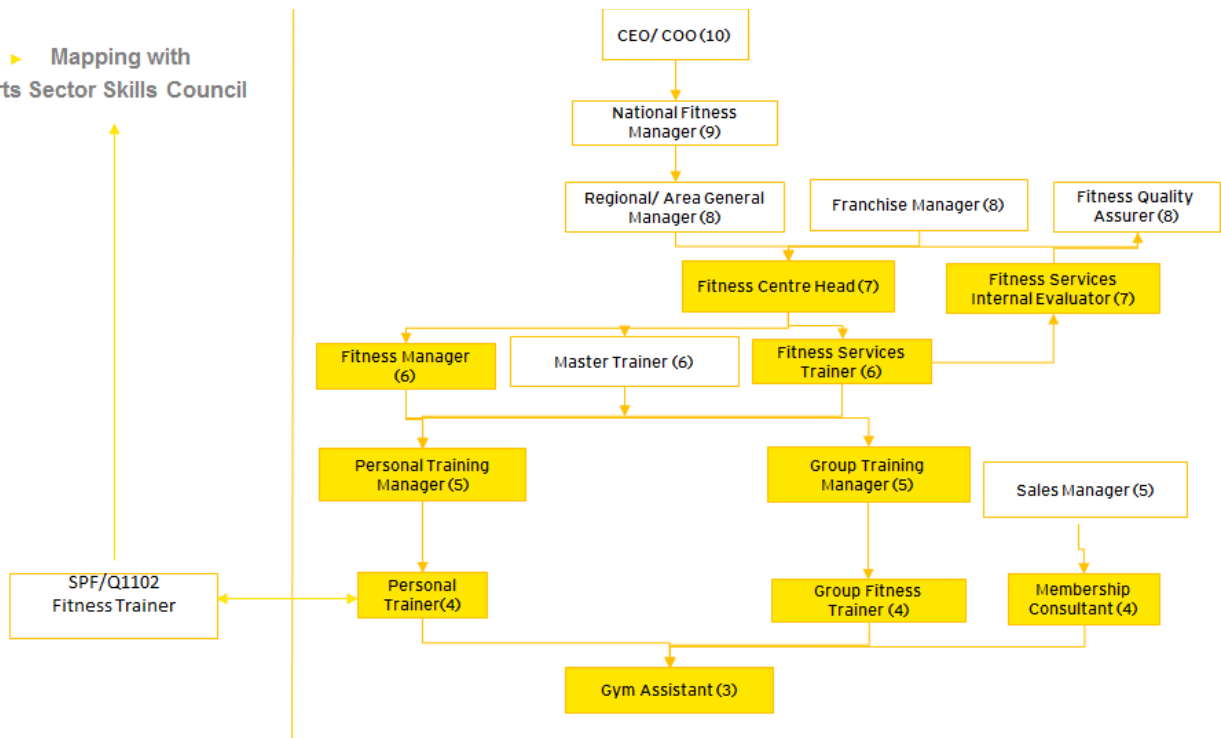 Mapping with
rts Sector Skills Council
CEO/ COO (10)
National Fitness
Manager (9)
Regional/ Area General
Manager (8)
Franchise Manager (8)
Fitness Quality
Assurer (8)
Fitness Centre Head (7)
Fitness Services
Internal Evaluator (7)
Fitness Manager
(6)
Master Trainer (6)
Fitness Services
Trainer (6)
Personal Training
Manager (5)
Group Training
Manager (5)
Sales Manager (5)
SPF/Q1102
Fitness Trainer
Personal
Trainer(4)
Group Fitness
Trainer (4)
Membership
Consultant (4)
Gym Assistant (3)